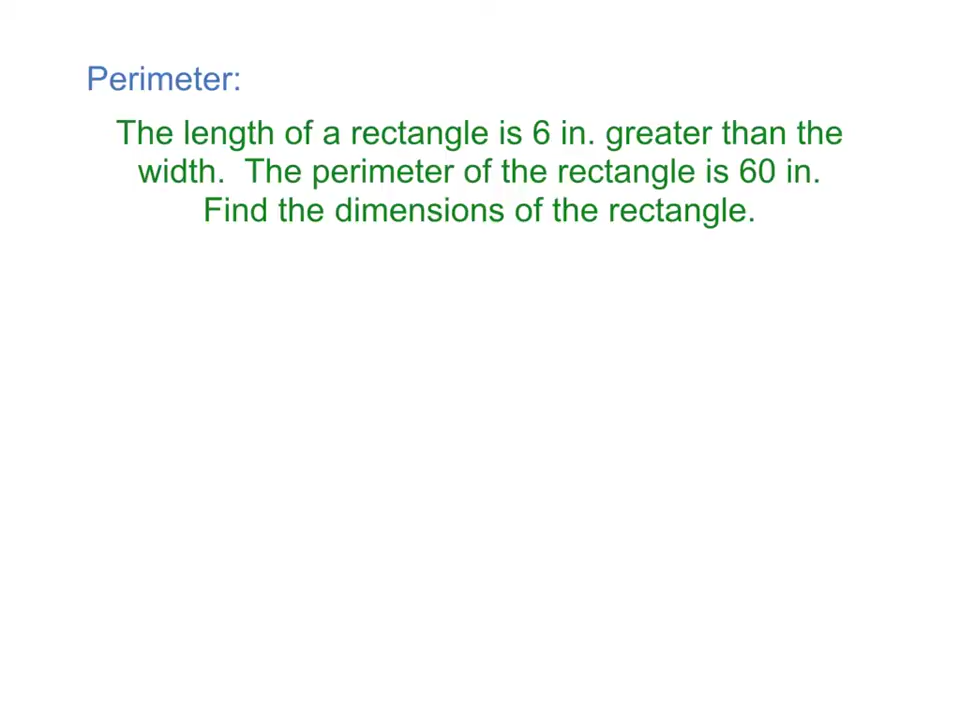 Perimeter:
The length of a rectangle is 6 in. greater than the
width.  The perimeter of the rectangle is 60 in.
Find the dimensions of the rectangle.